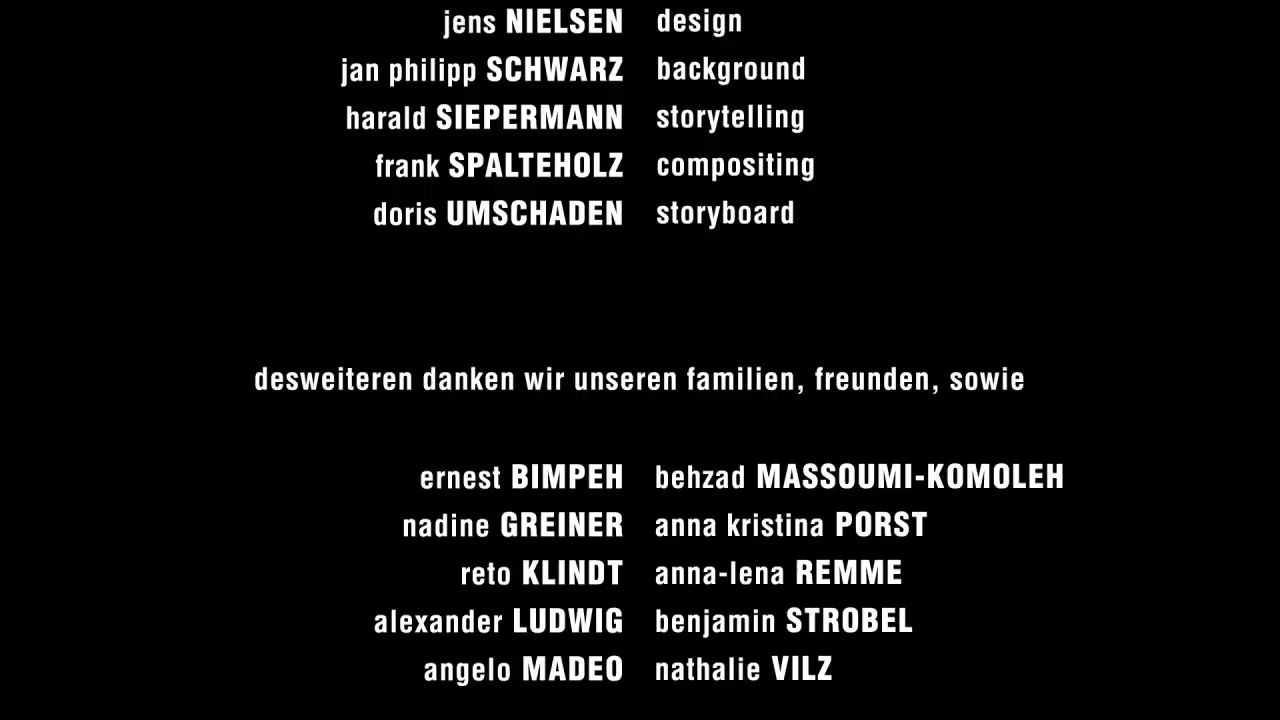 jens NIELSEN design
jan philipp SCHWARZ background
harald SIEPERMANN storytelling
frank SPALTEHOLZ compositing
doris UMSCHADEN storyboard
desweiteren danken wir unseren familien, freunden, sowie
ernest BIMPEH behzad MASSOUMI-KOMOLEH
nadine GREINER anna kristina PORST
reto KLINDT anna-lena REMME
alexander LUDWIG benjamin STROBEL
angelo MADEO nathalie VILZ